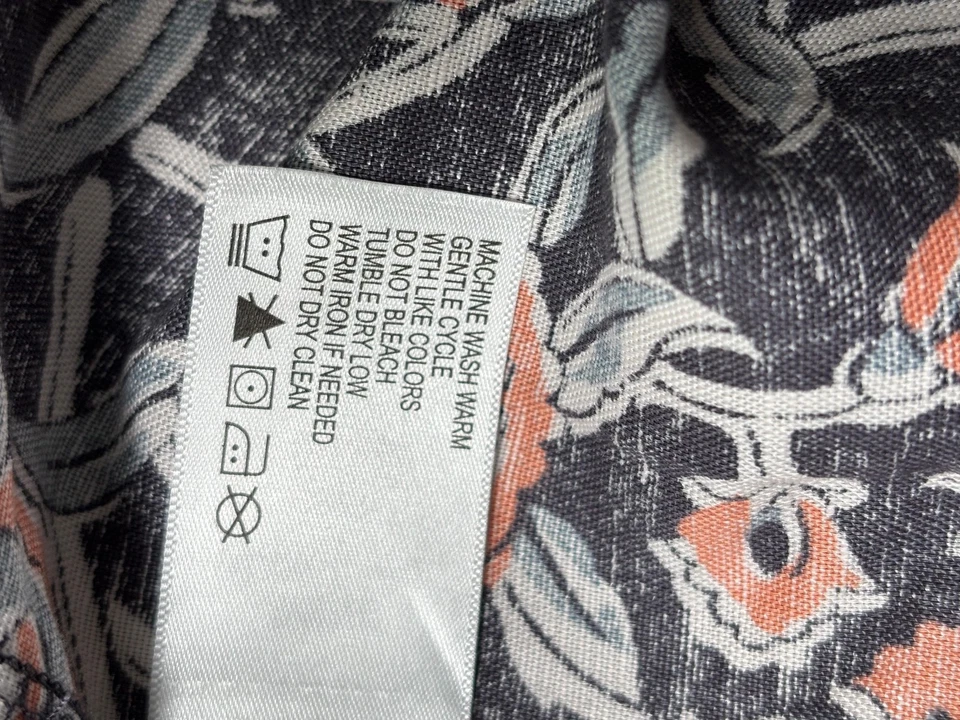 MACHINE WASH WARM
GENTLE CYCLE
WITH LIKE COLORS
DO NOT BLEACH
TUMBLE DRY LOW
WARM IRON IF NEEDED
DO NOT DRY CLEAN